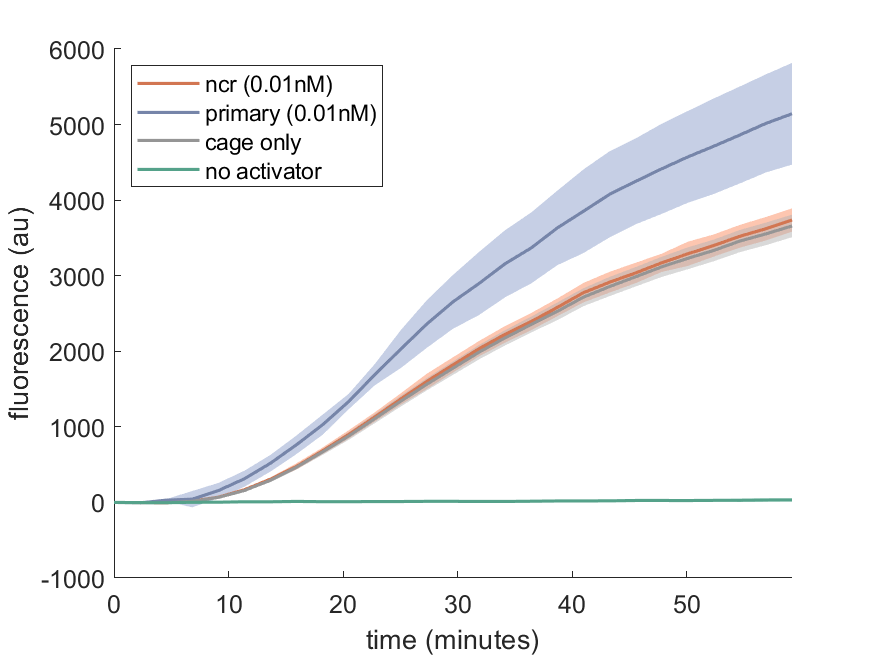 6000
5000
4000
3000
2000
1000
0
-1000
fluorescence (au)
ncr (0.01nM)
primary (0.01nM)
cage only
no activator
0 10 20 30 40 50
time (minutes)